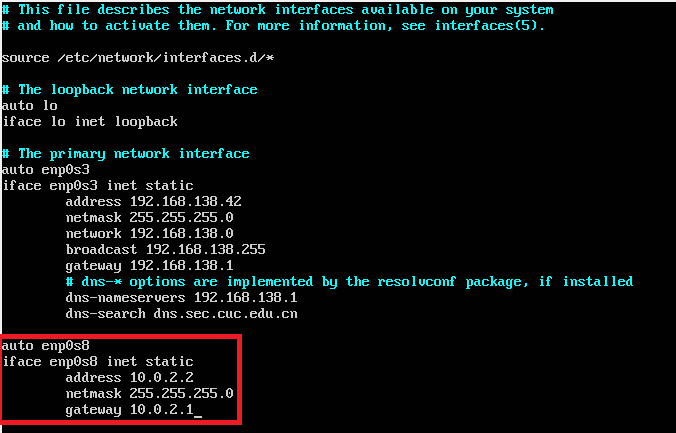 # This file describes the network interfaces available on your system
# and how to activate them. For more information, see interfaces(5).
source /etc/network/interfaces.d/*
# The loopback network interface
auto lo
iface lo inet loopback
# The primary network interface
auto enp0s3
iface enp0s3 inet static
address 192.168.138.42
netmask 255.255.255.0
network 192.168.138.0
broadcast 192.168.138.255
gateway 192.168.138.1
# dns-* options are implemented by the resolvconf package, if installed
dns-nameservers 192.168.138.1
dns-search dns.sec.cuc.edu.cn
auto enp0s8
iface enp0s8 inet static
address 10.0.2.2
netmask 255.255.255.0
gateway 10.0.2.1_